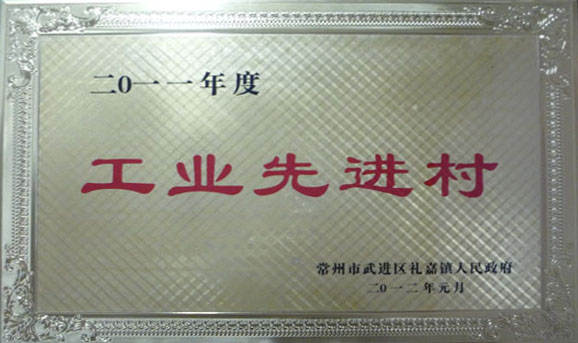 二0一一年度
工业先进村
常州市武进区礼嘉镇人民政府
二0一二年元月